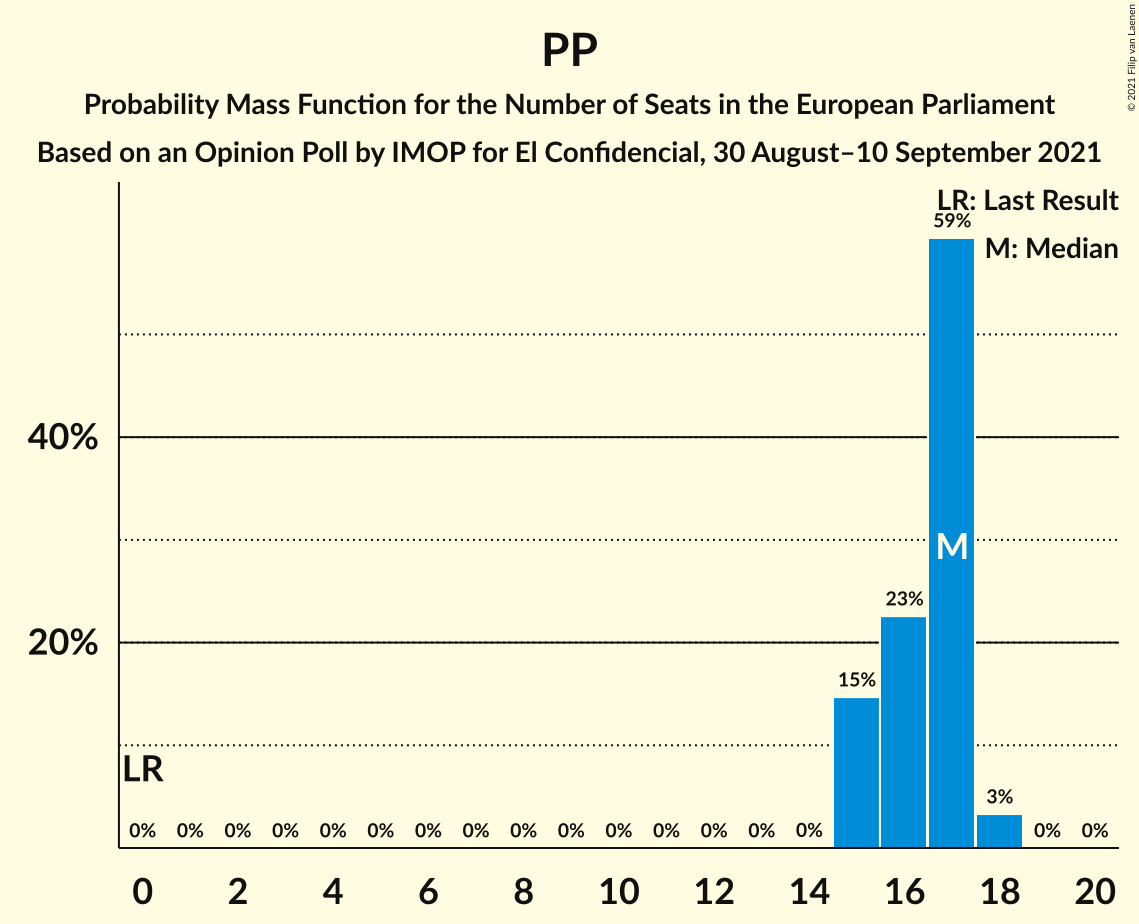 PP
Probability Mass Function for the Number of Seats in the European Parliament
Based on an Opinion Poll by IMOP for El Confidencial, 30 August–10 September 2021
© 2021 Filip van Laenen
LR: Last Result
M: Median
59%
40%
M
23%
20%
15%
LR
3%
0% 0% 0% 0% 0% 0% 0% 0% 0% 0% 0% 0% 0% 0% 0% 0% 0%
0 2 4 6 8 10 12 14 16 18 20